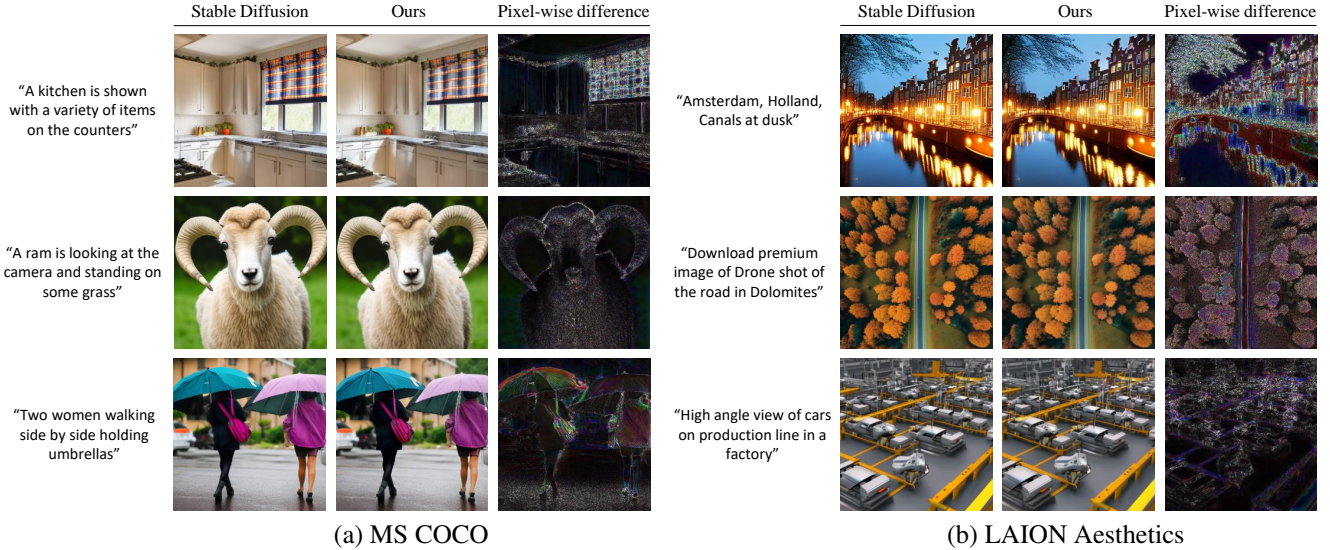 Stable Diffusion
Ours
Pixel-wise difference
“A kitchen is shown
with a variety of items
on the counters”
“A ram is looking at the
camera and standing on
some grass”
“Two women walking
side by side holding
umbrellas”
(a) MS COCO
Stable Diffusion
Ours
Pixel-wise difference
“Amsterdam, Holland,
Canals at dusk”
“Download premium
image of Drone shot of
the road in Dolomites”
“High angle view of cars
on production line in a
factory”
(b) LAION Aesthetics